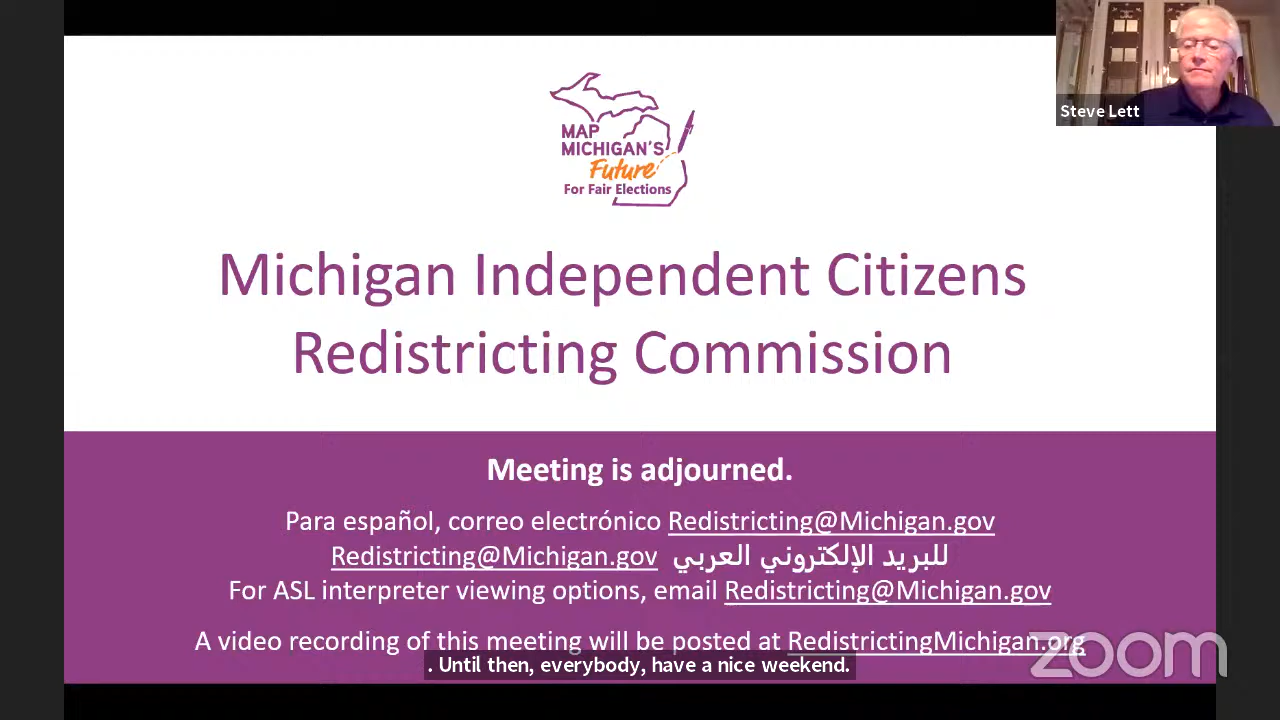 Steve Lett
MAP
MICHIGAN'S
Future
For Fair Elections
Michigan Independent Citizens
Redistricting Commission
Meeting is adjourned.
Para español, correo electrónico Redistricting@Michigan.gov
Redistricting@Michigan.gov للبريد الإلكتروني العربي
For ASL interpreter viewing options, email Redistricting@Michigan.gov
A video recording of this meeting will be posted at RedistrictingMichigan.org
. Until then, everybody, have a nice weekend.
zoom